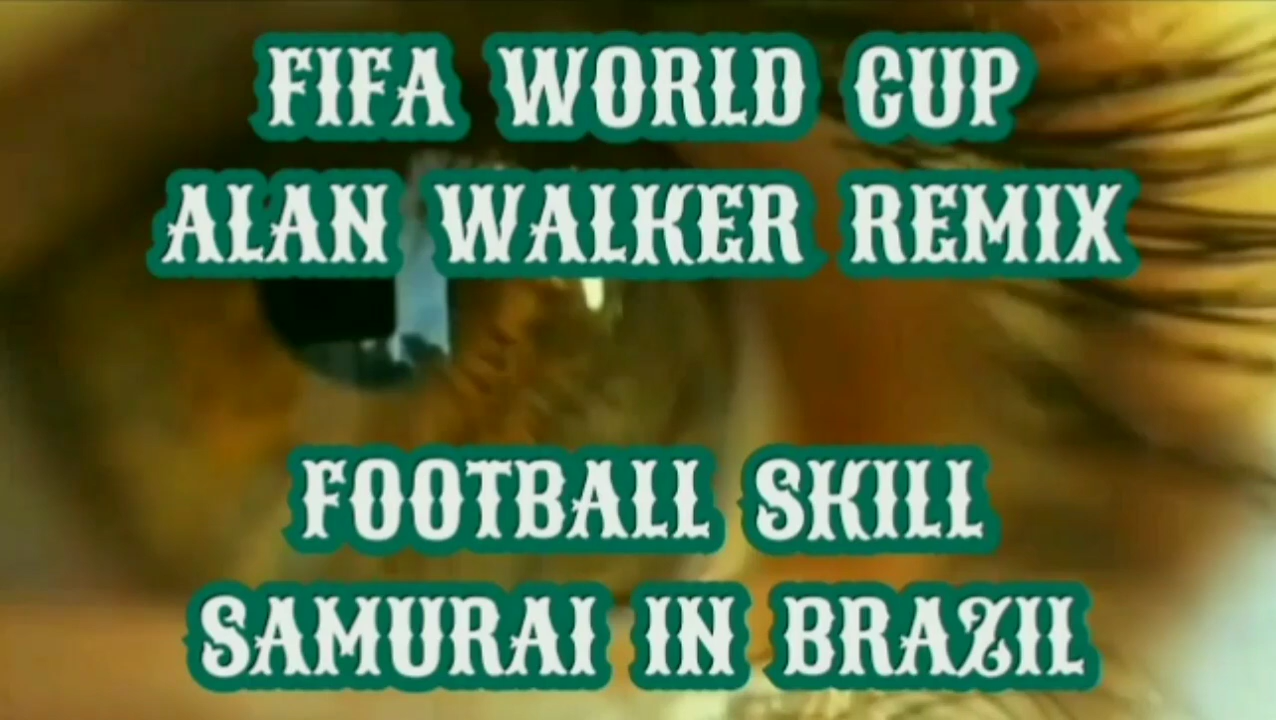 FIFA WORLD CUP
ALAN WALKER REMIX
FOOTBALL SKILL
SAMURAI IN BRAZIL